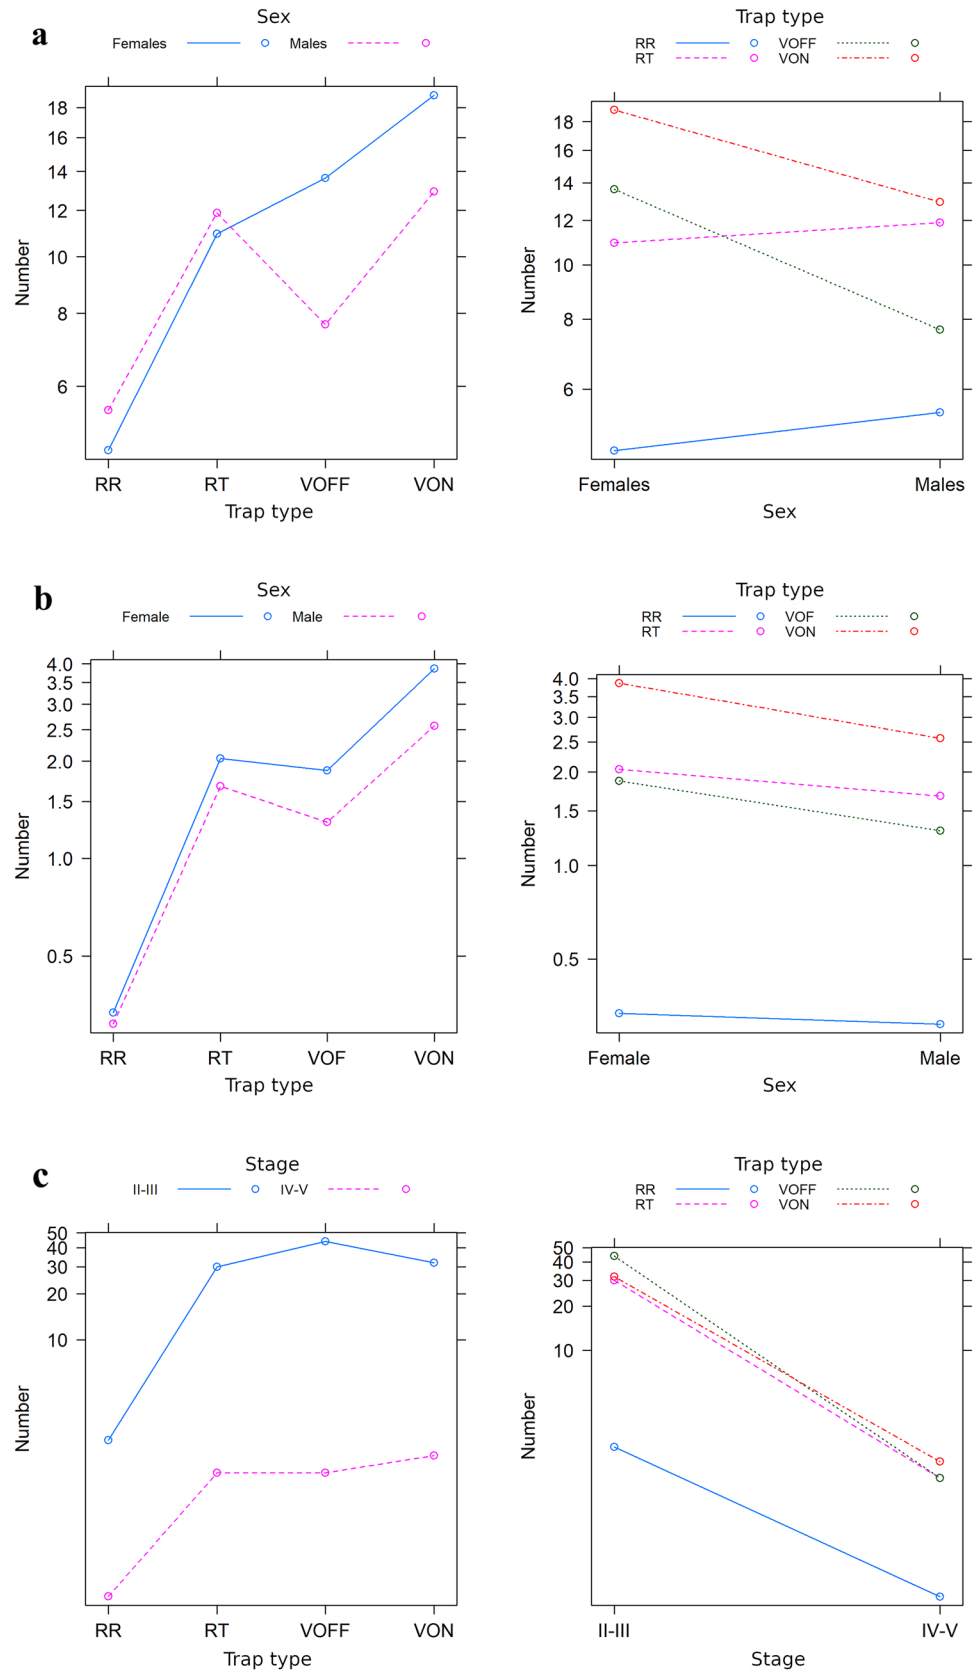 a
Sex
Females Males
18
16
14
12
10
8
6
Number
RR RT VOFF VON
Trap type
Trap type
RR VOFF
RT VON
18
16
14
12
10
8
6
Number
Females Males
Sex
b
Sex
Female Male
4.0
3.5
3.0
2.5
2.0
1.5
1.0
0.5
Number
RR RT VOF VON
Trap type
Trap type
RR VOF
RT VON
4.0
3.5
3.0
2.5
2.0
1.5
1.0
0.5
Number
Female Male
Sex
c
Stage
II-III IV-V
50
40
30
20
10
Number
RR RT VOFF VON
Trap type
Trap type
RR VOFF
RT VON
50
40
30
20
10
Number
II-III IV-V
Stage